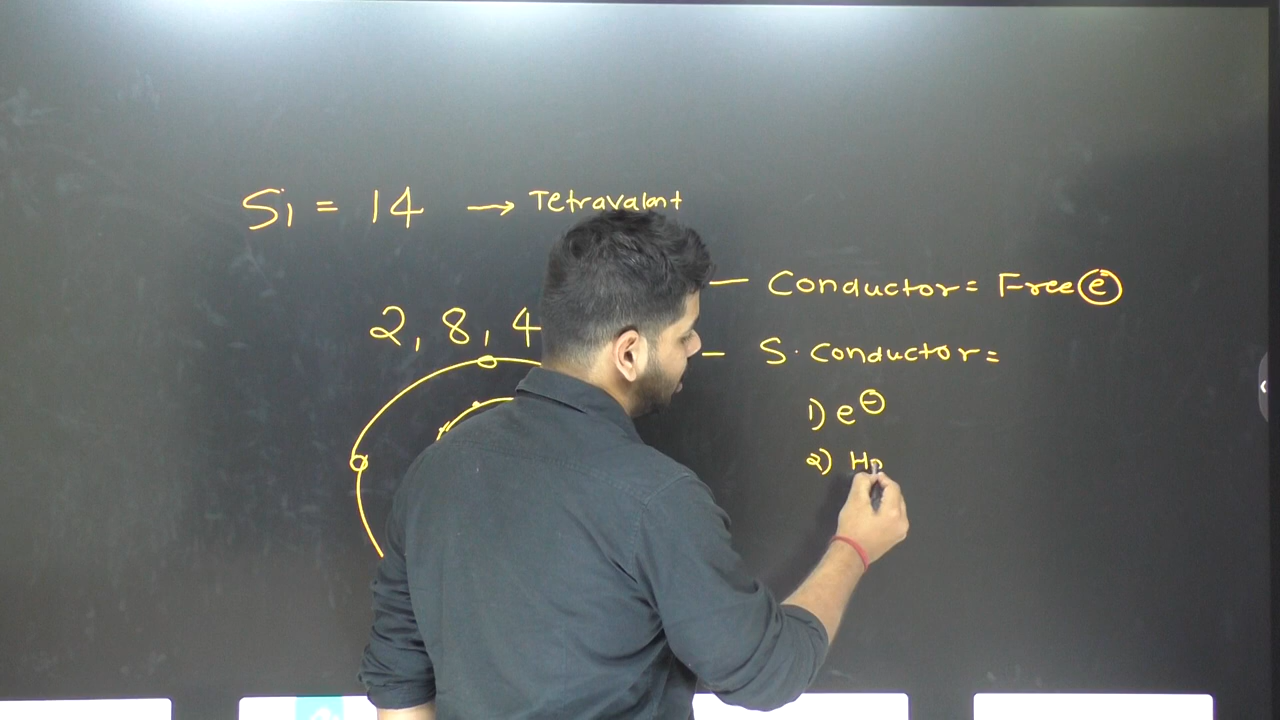 Si = 14 → Tetravalent
2, 8, 4
— Conductor = Free e⁻
— S. Conductor =
1) e⊖
2) Ho